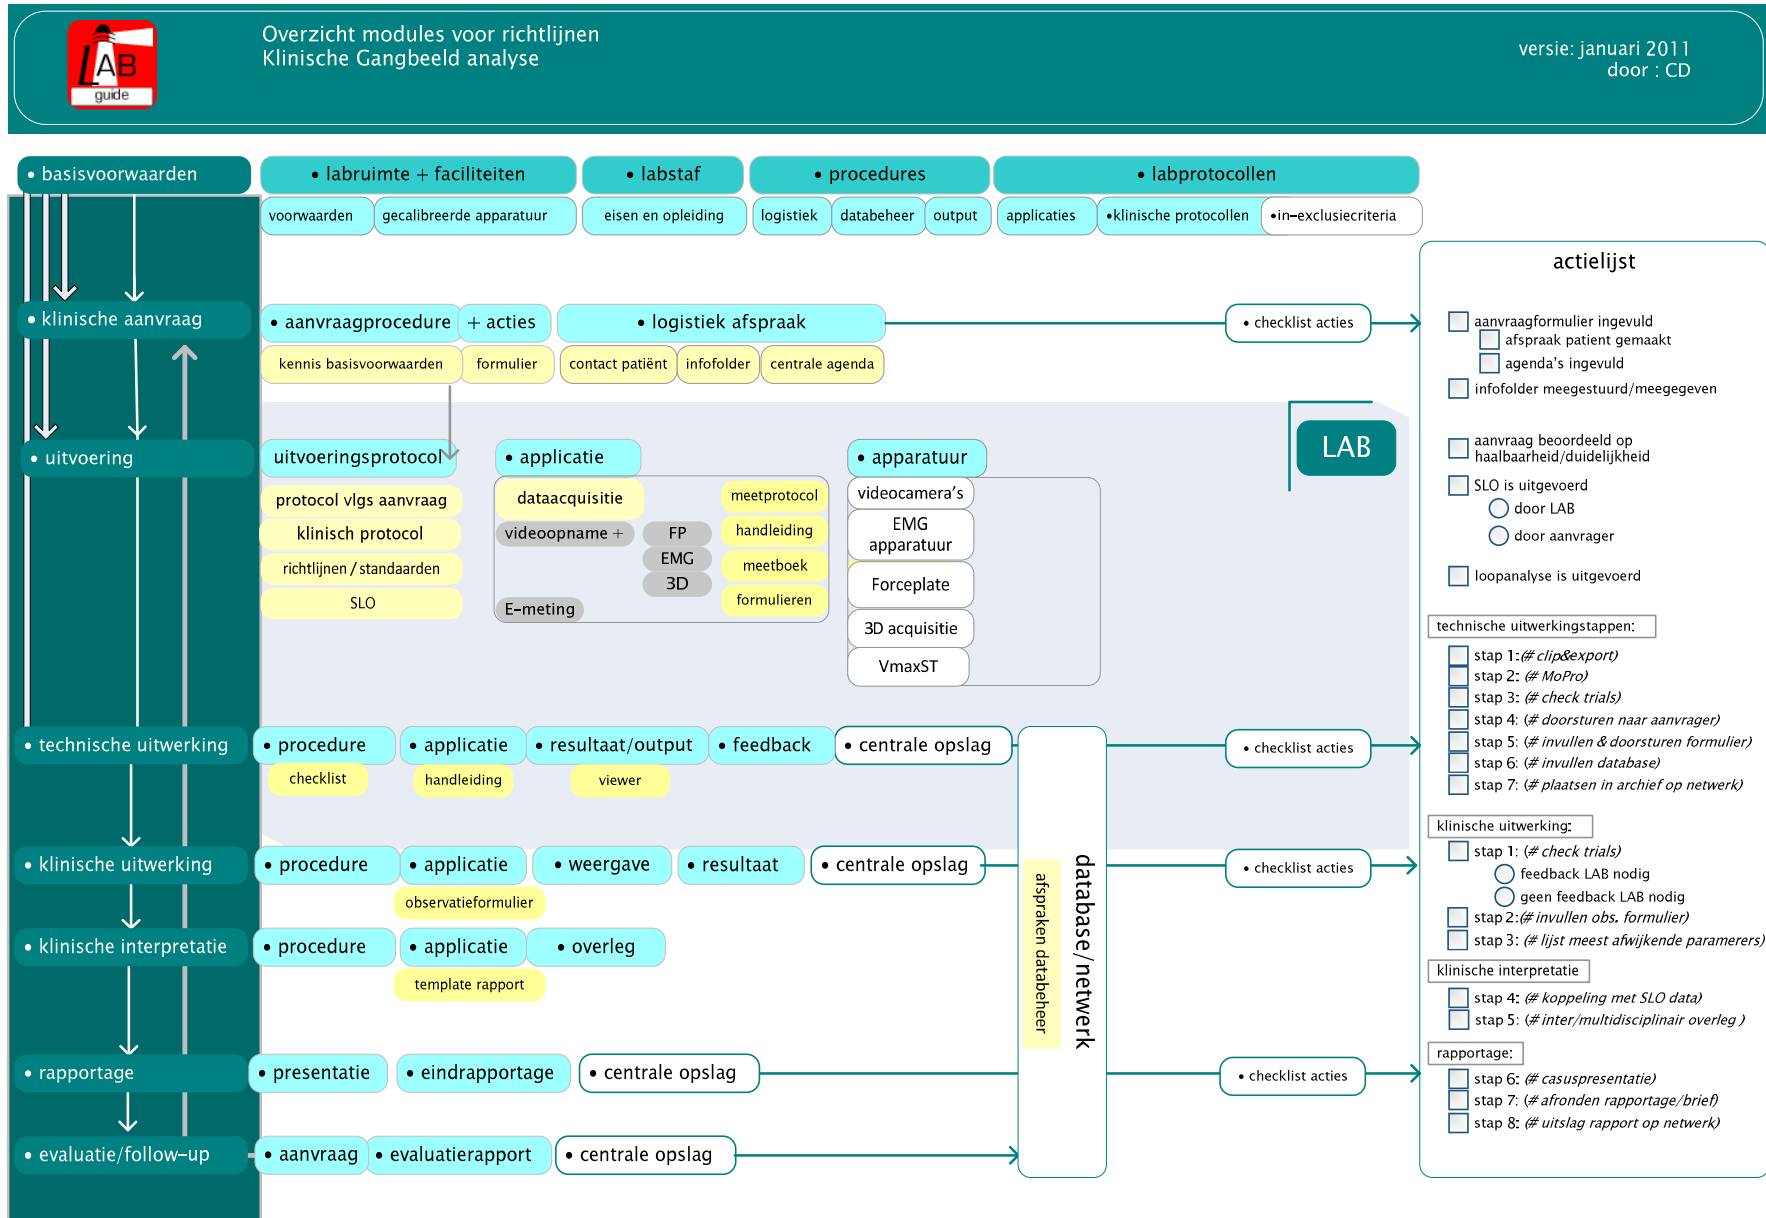 LAB
guide
Overzicht modules voor richtlijnen
Klinische Gangbeeld analyse
versie: januari 2011
door : CD
• basisvoorwaarden
• labruimte + faciliteiten
• labstaf
• procedures
• labprotocollen
voorwaarden
gecalibreerde apparatuur
eisen en opleiding
logistiek
databeheer
output
applicaties
•klinische protocollen
•in-exclusiecriteria
• klinische aanvraag
• aanvraagprocedure
+ acties
• logistiek afspraak
• checklist acties
kennis basisvoorwaarden
formulier
contact patiënt
infofolder
centrale agenda
LAB
• uitvoering
uitvoeringsprotocol
• applicatie
• apparatuur
protocol vlgs aanvraag
klinisch protocol
richtlijnen / standaarden
SLO
dataacquisitie
videoopname +
FP
EMG
3D
E-meting
meetprotocol
handleiding
meetboek
formulieren
videocamera's
EMG
apparatuur
Forceplate
3D acquisitie
VmaxST
• technische uitwerking
• procedure
• applicatie
• resultaat/output
• feedback
• centrale opslag
• checklist acties
checklist
handleiding
viewer
• klinische uitwerking
• procedure
• applicatie
• weergave
• resultaat
• centrale opslag
• checklist acties
observatieformulier
• klinische interpretatie
• procedure
• applicatie
• overleg
template rapport
database/netwerk
afspraken databeheer
• rapportage
• presentatie
• eindrapportage
• centrale opslag
• checklist acties
• evaluatie/follow-up
• aanvraag
• evaluatierapport
• centrale opslag
actielijst
aanvraagformulier ingevuld
afspraak patient gemaakt
agenda's ingevuld
infofolder meegestuurd/meegegeven
aanvraag beoordeeld op
haalbaarheid/duidelijkheid
SLO is uitgevoerd
door LAB
door aanvrager
loopanalyse is uitgevoerd
technische uitwerkingstappen:
stap 1:(# clip&export)
stap 2: (# MoPro)
stap 3: (# check trials)
stap 4: (# doorsturen naar aanvrager)
stap 5: (# invullen & doorsturen formulier)
stap 6: (# invullen database)
stap 7: (# plaatsen in archief op netwerk)
klinische uitwerking:
stap 1: (# check trials)
feedback LAB nodig
geen feedback LAB nodig
stap 2:(# invullen obs. formulier)
stap 3: (# lijst meest afwijkende paramerers)
klinische interpretatie
stap 4: (# koppeling met SLO data)
stap 5: (# inter/multidisciplinair overleg )
rapportage:
stap 6: (# casuspresentatie)
stap 7: (# afronden rapportage/brief)
stap 8: (# uitslag rapport op netwerk)